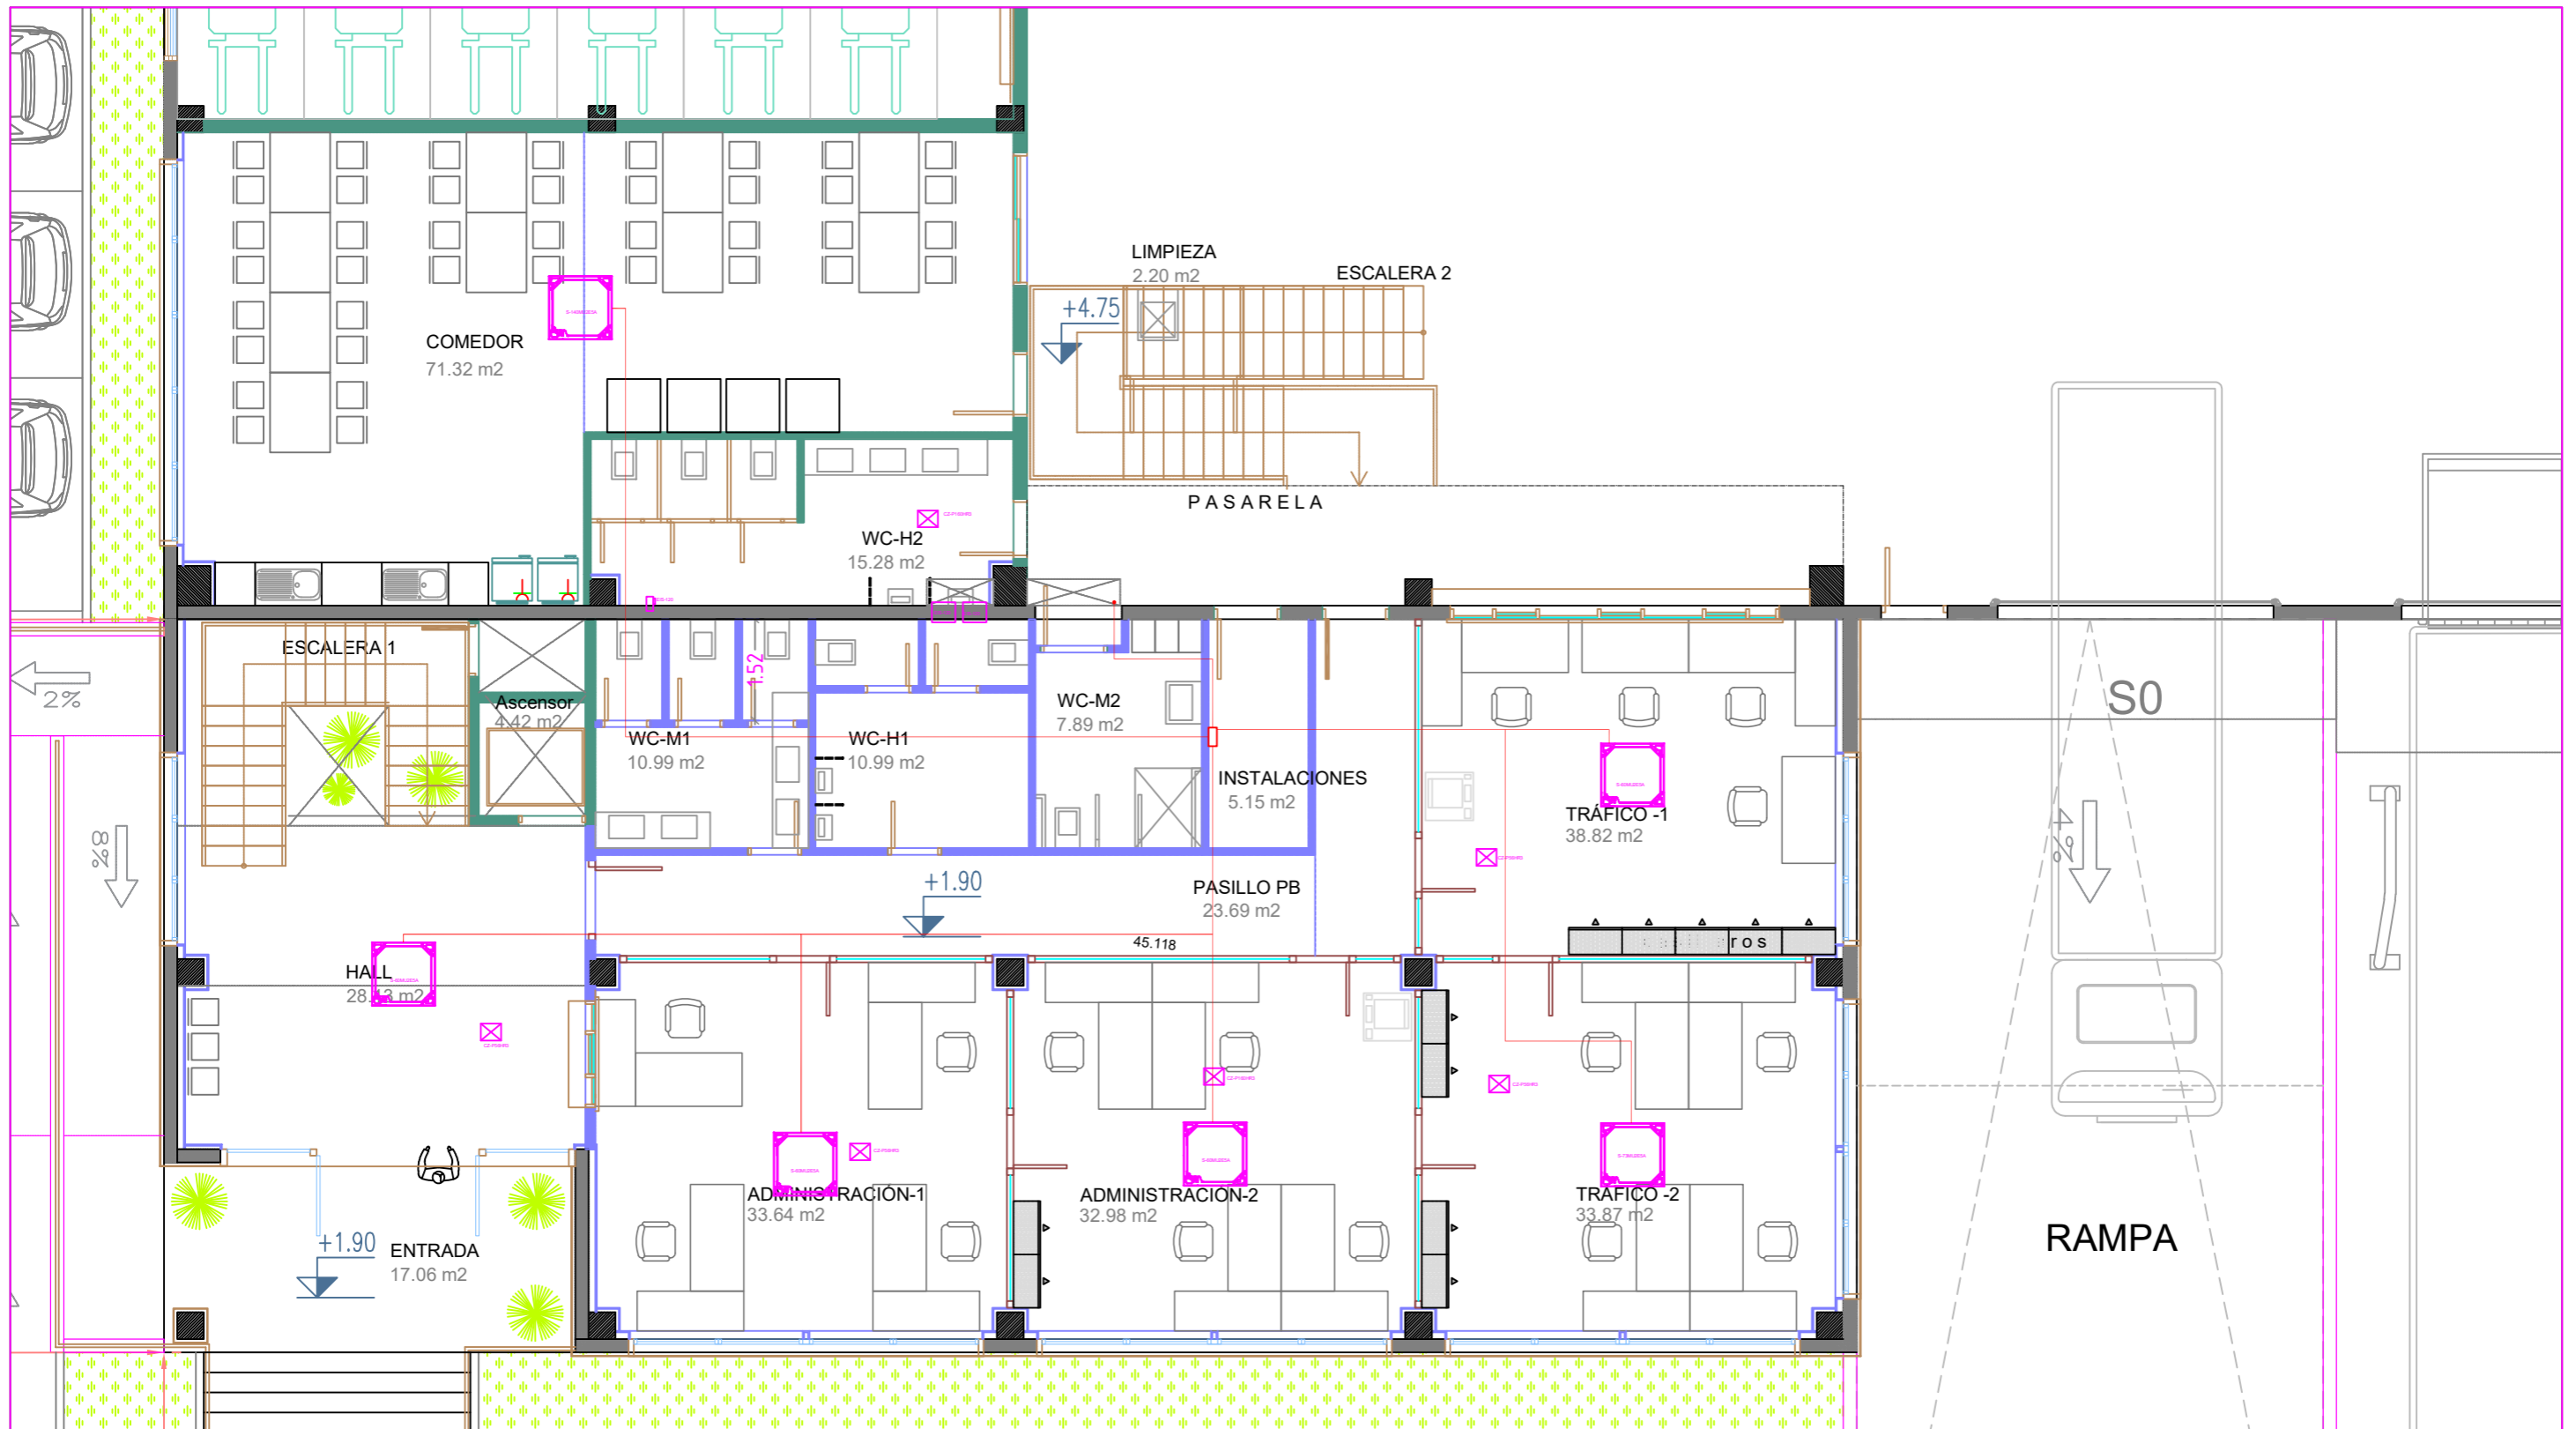 LIMPIEZA
2.20 m2
ESCALERA 2
+4.75
COMEDOR
71.32 m2
PASARELA
WC-H2
15.28 m2
ESCALERA 1
2%
Ascensor
4.42 m2
1.52
WC-M1
10.99 m2
WC-H1
10.99 m2
WC-M2
7.89 m2
INSTALACIONES
5.15 m2
TRÁFICO -1
38.82 m2
S0
8%
+1.90
PASILLO PB
23.69 m2
45.118
ros
HALL
28.13 m2
ADMINISTRACIÓN-1
33.64 m2
ADMINISTRACIÓN-2
32.98 m2
TRÁFICO -2
33.87 m2
+1.90
ENTRADA
17.06 m2
RAMPA